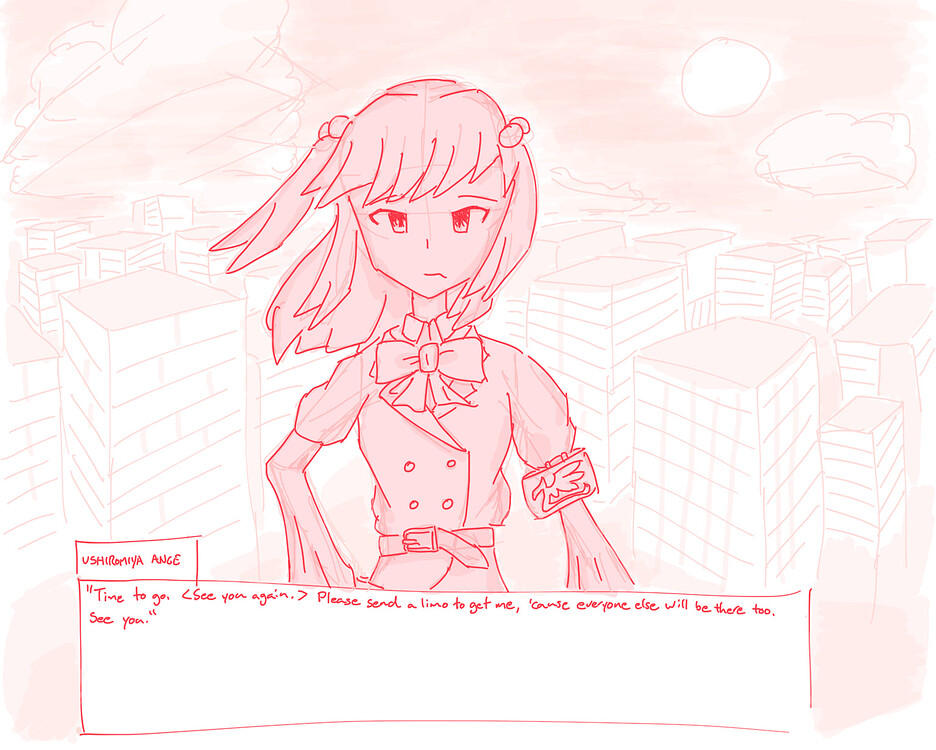 USHIROMIYA ANGE
"Time to go. <See you again.> Please send a limo to get me, 'cause everyone else will be there too.
See you."